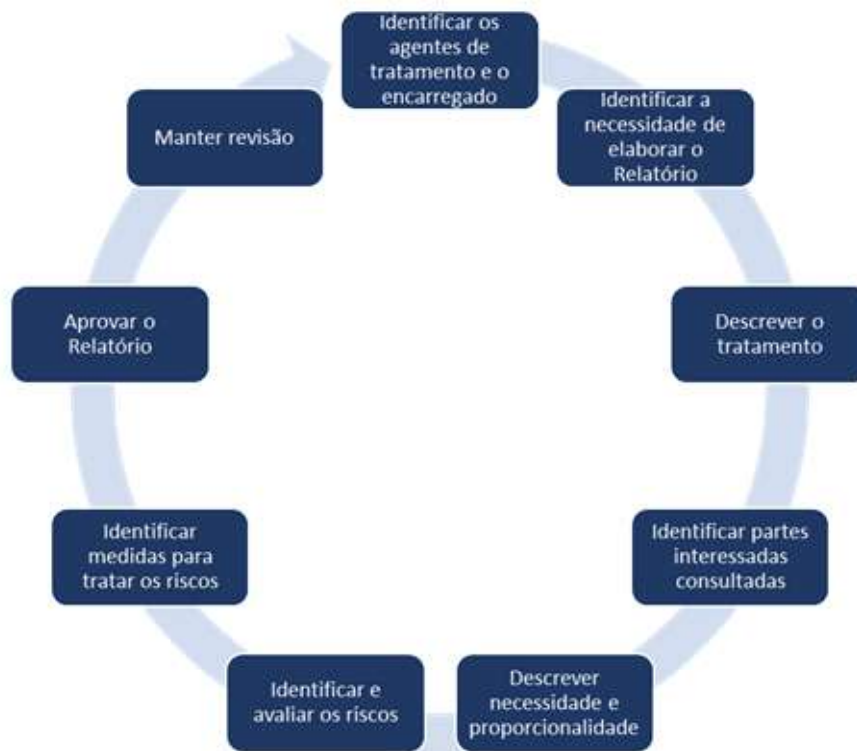 Identificar os
agentes de
tratamento e o
encarregado
Identificar a
necessidade de
elaborar o
Relatório
Descrever o
tratamento
Identificar partes
interessadas
consultadas
Descrever
necessidade e
proporcionalidade
Identificar e
avaliar os riscos
Identificar
medidas para
tratar os riscos
Aprovar o
Relatório
Manter revisão